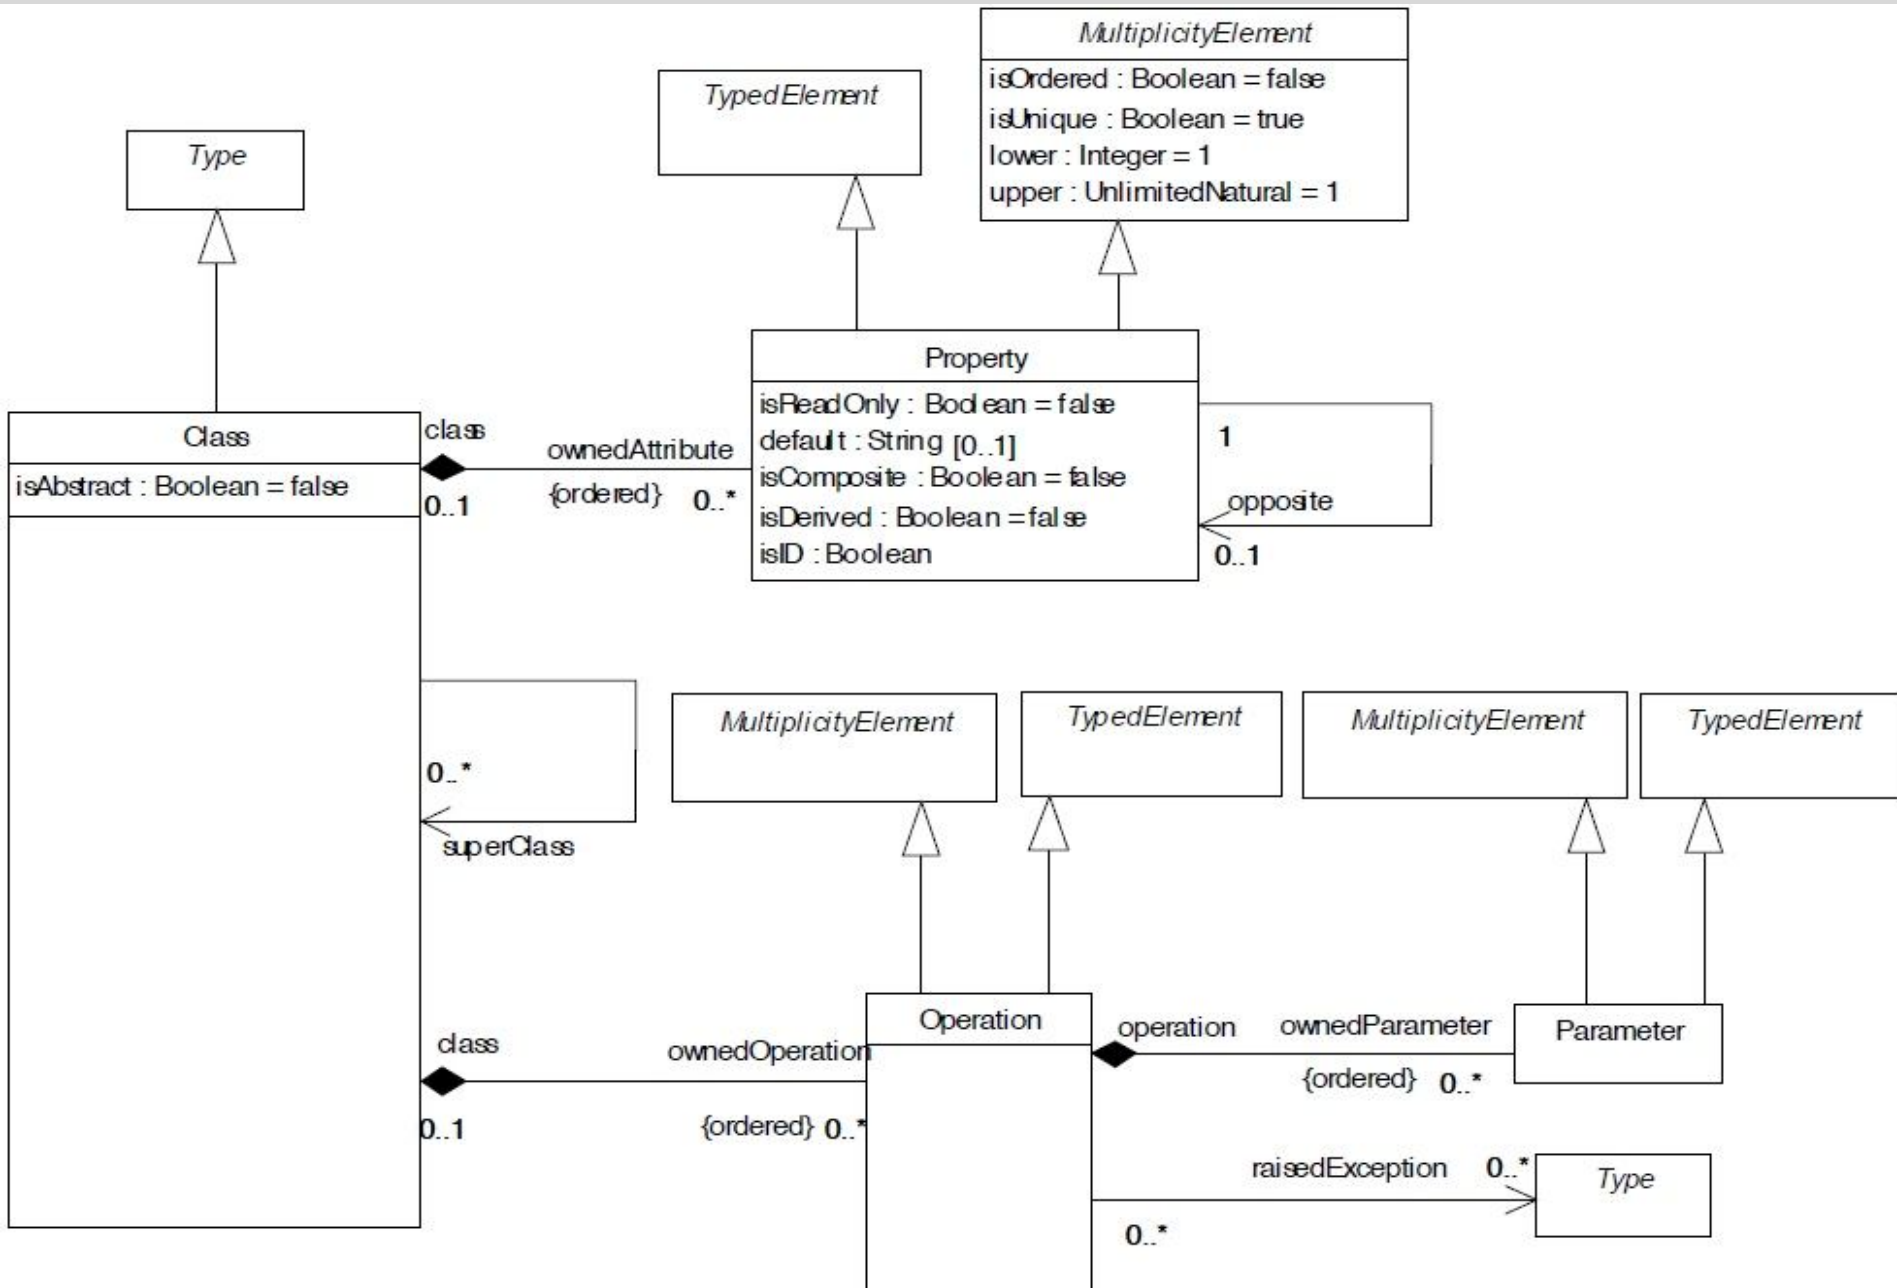 MultiplicityElement
isOrdered : Boolean = false
isUnique : Boolean = true
lower : Integer = 1
upper : UnlimitedNatural = 1
TypedElement
Type
Property
isReadOnly : Boolean = false
default : String [0..1]
isComposite : Boolean = false
isDerived : Boolean = false
isID : Boolean
1
opposite
0..1
Class
isAbstract : Boolean = false
class
0..1
ownedAttribute
{ordered} 0..*
0..*
superClass
MultiplicityElement
TypedElement
MultiplicityElement
TypedElement
class
0..1
ownedOperation
{ordered} 0..*
Operation
operation
ownedParameter
{ordered} 0..*
Parameter
raisedException 0..*
0..*
Type